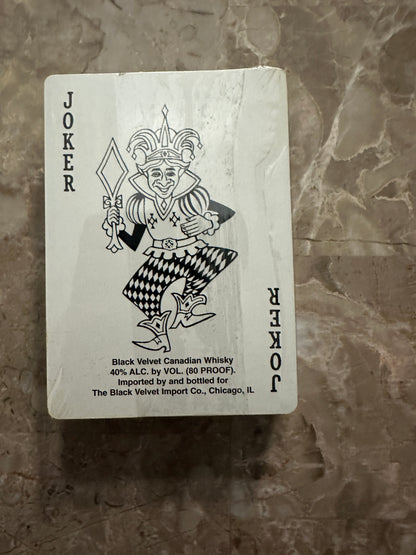 JOKER
Black Velvet Canadian Whisky
40% ALC. by VOL. (80 PROOF).
Imported by and bottled for
The Black Velvet Import Co., Chicago, IL
JOKER